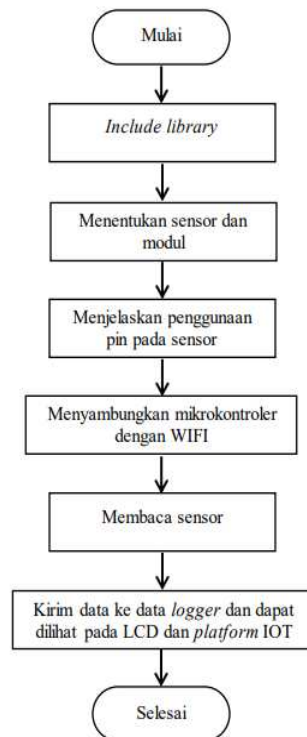 Mulai
Include library
Menentukan sensor dan
modul
Menjelaskan penggunaan
pin pada sensor
Menyambungkan mikrokontroler
dengan WIFI
Membaca sensor
Kirim data ke data logger dan dapat
dilihat pada LCD dan platform IOT
Selesai